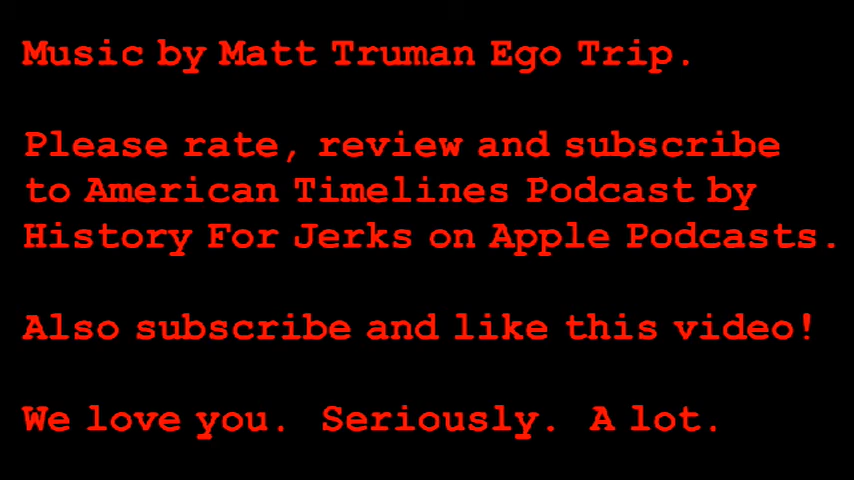 Music by Matt Truman Ego Trip.
Please rate, review and subscribe
to American Timelines Podcast by
History For Jerks on Apple Podcasts.
Also subscribe and like this video!
We love you. Seriously. A lot.